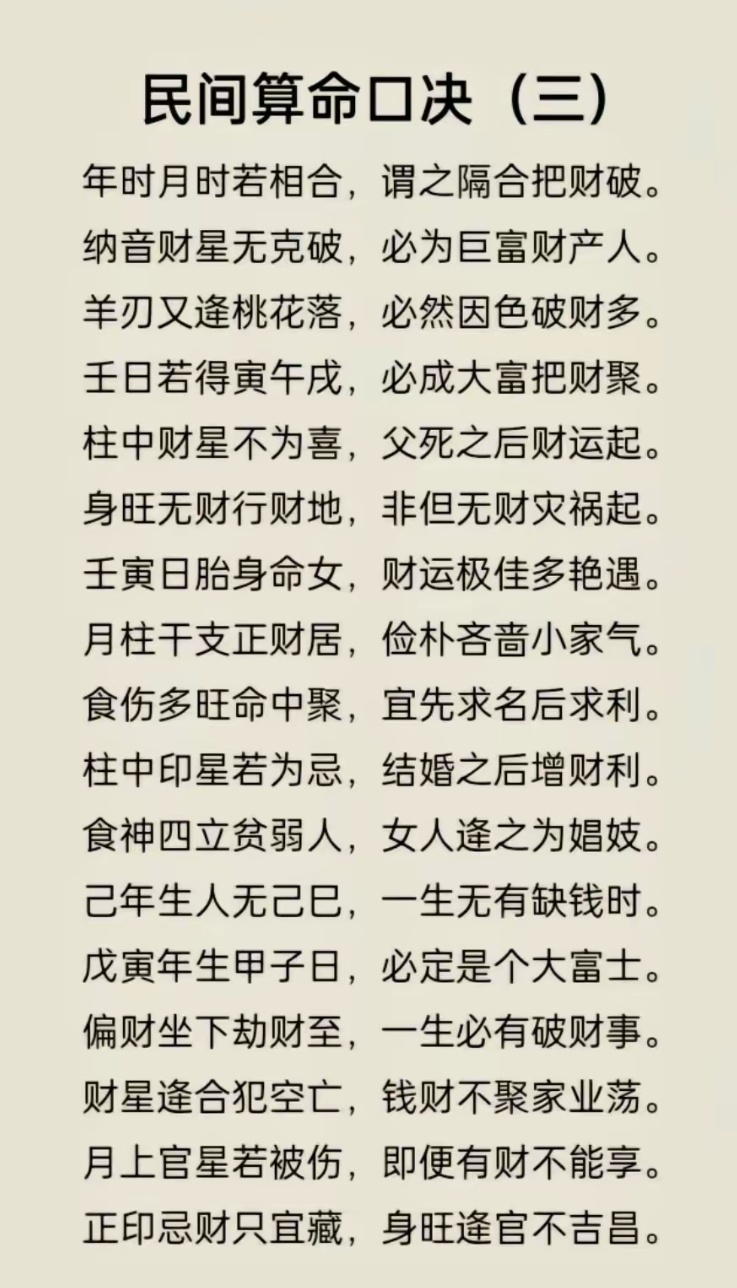 民间算命口决（三）
年时月时若相合，谓之隔合把财破。
纳音财星无克破，必为巨富财产人。
羊刃又逢桃花落，必然因色破财多。
壬日若得寅午戌，必成大富把财聚。
柱中财星不为喜，父死之后财运起。
身旺无财行财地，非但无财灾祸起。
壬寅日胎身命女，财运极佳多艳遇。
月柱干支正财居，俭朴吝啬小家气。
食伤多旺命中聚，宜先求名后求利。
柱中印星若为忌，结婚之后增财利。
食神四立贫弱人，女人逢之为娼妓。
己年生人无己巳，一生无有缺钱时。
戊寅年生甲子日，必定是个大富士。
偏财坐下劫财至，一生必有破财事。
财星逢合犯空亡，钱财不聚家业荡。
月上官星若被伤，即便有财不能享。
正印忌财只宜藏，身旺逢官不吉昌。